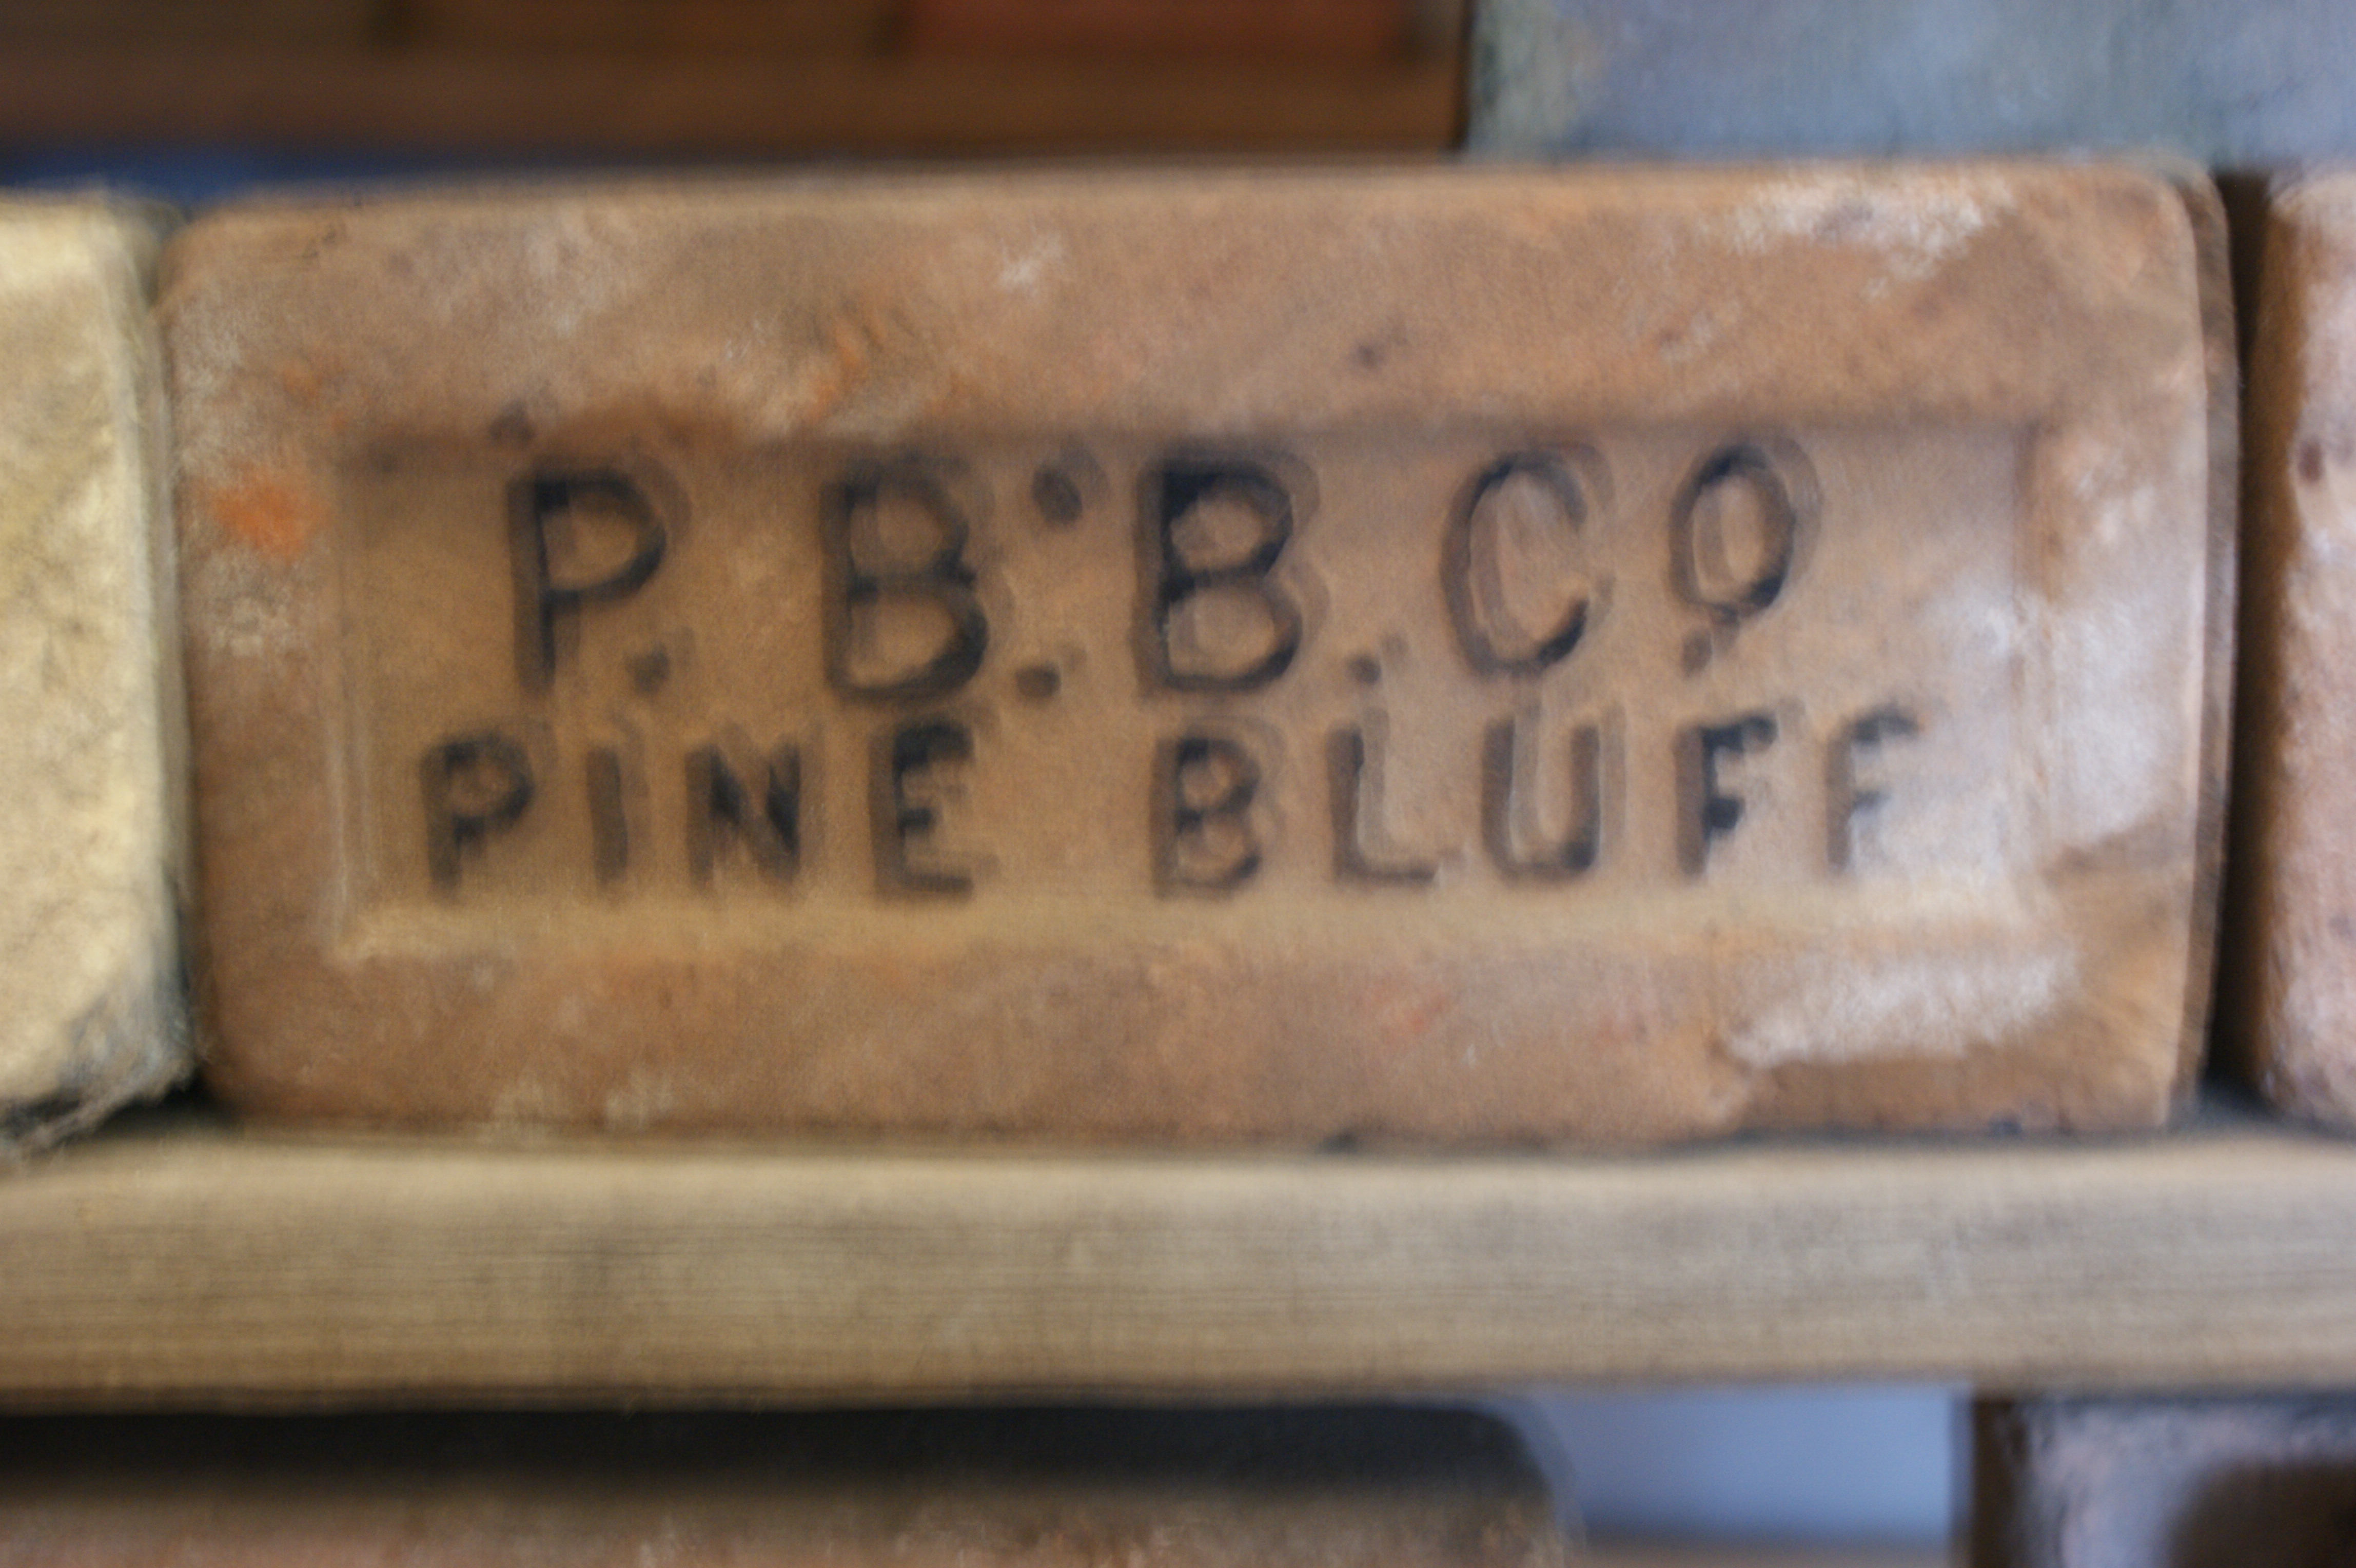 P. B. B. CO.
PINE BLUFF